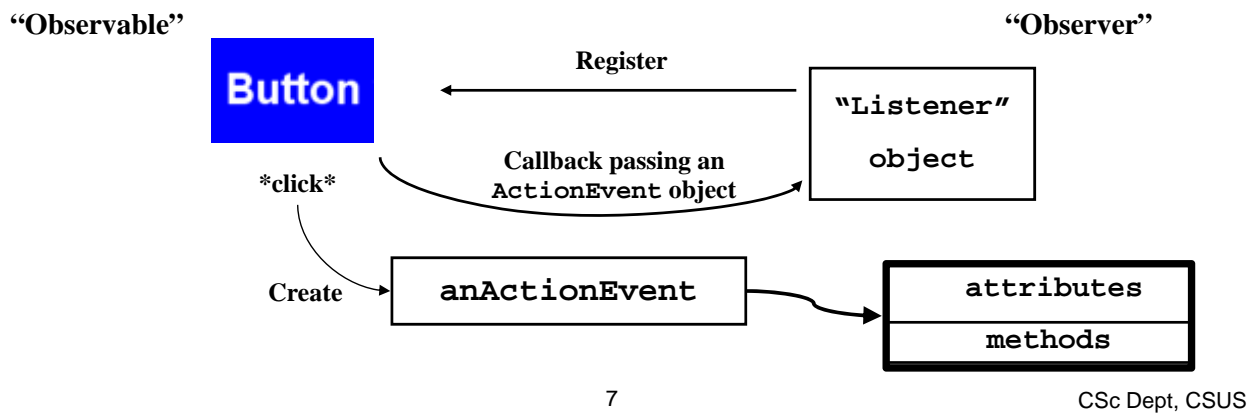 “Observable”
“Observer”
Button
Register
“Listener”
object
Callback passing an
ActionEvent object
*click*
Create
anActionEvent
attributes
methods
7
CSc Dept, CSUS